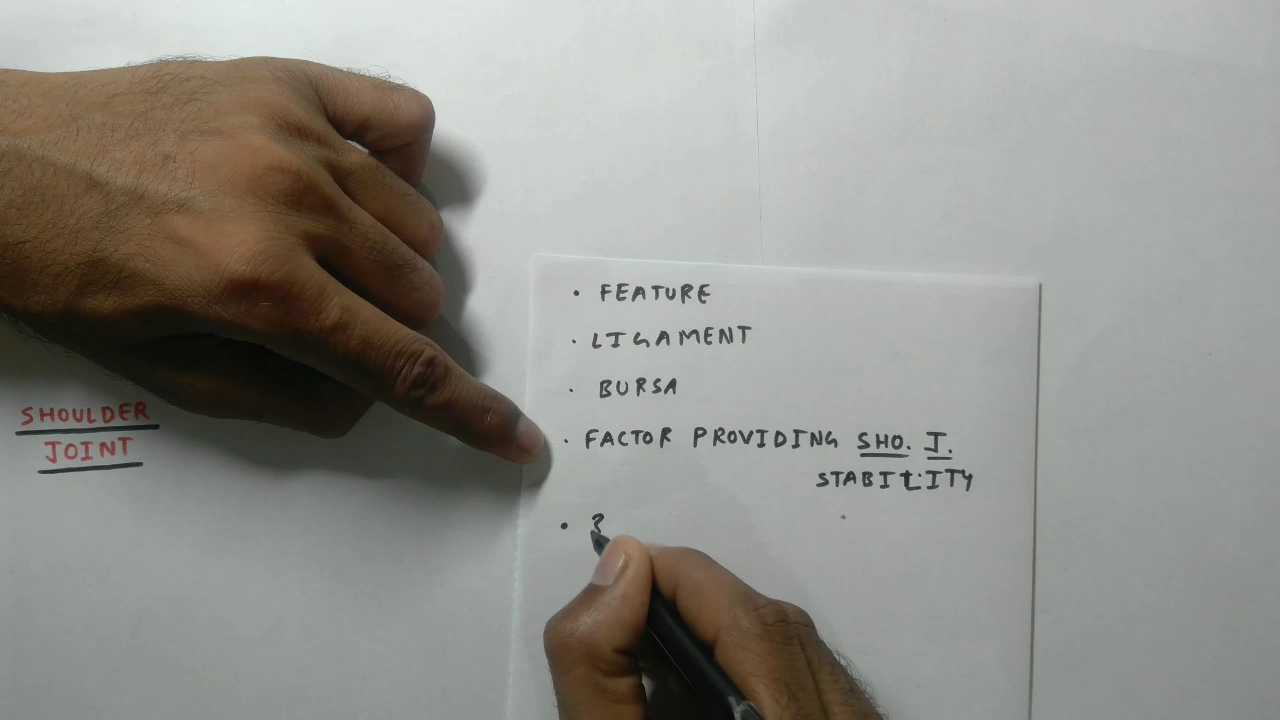 • FEATURE
• LIGAMENT
• BURSA
• FACTOR PROVIDING SHO. J.
STABILITY
•
SHOULDER
JOINT